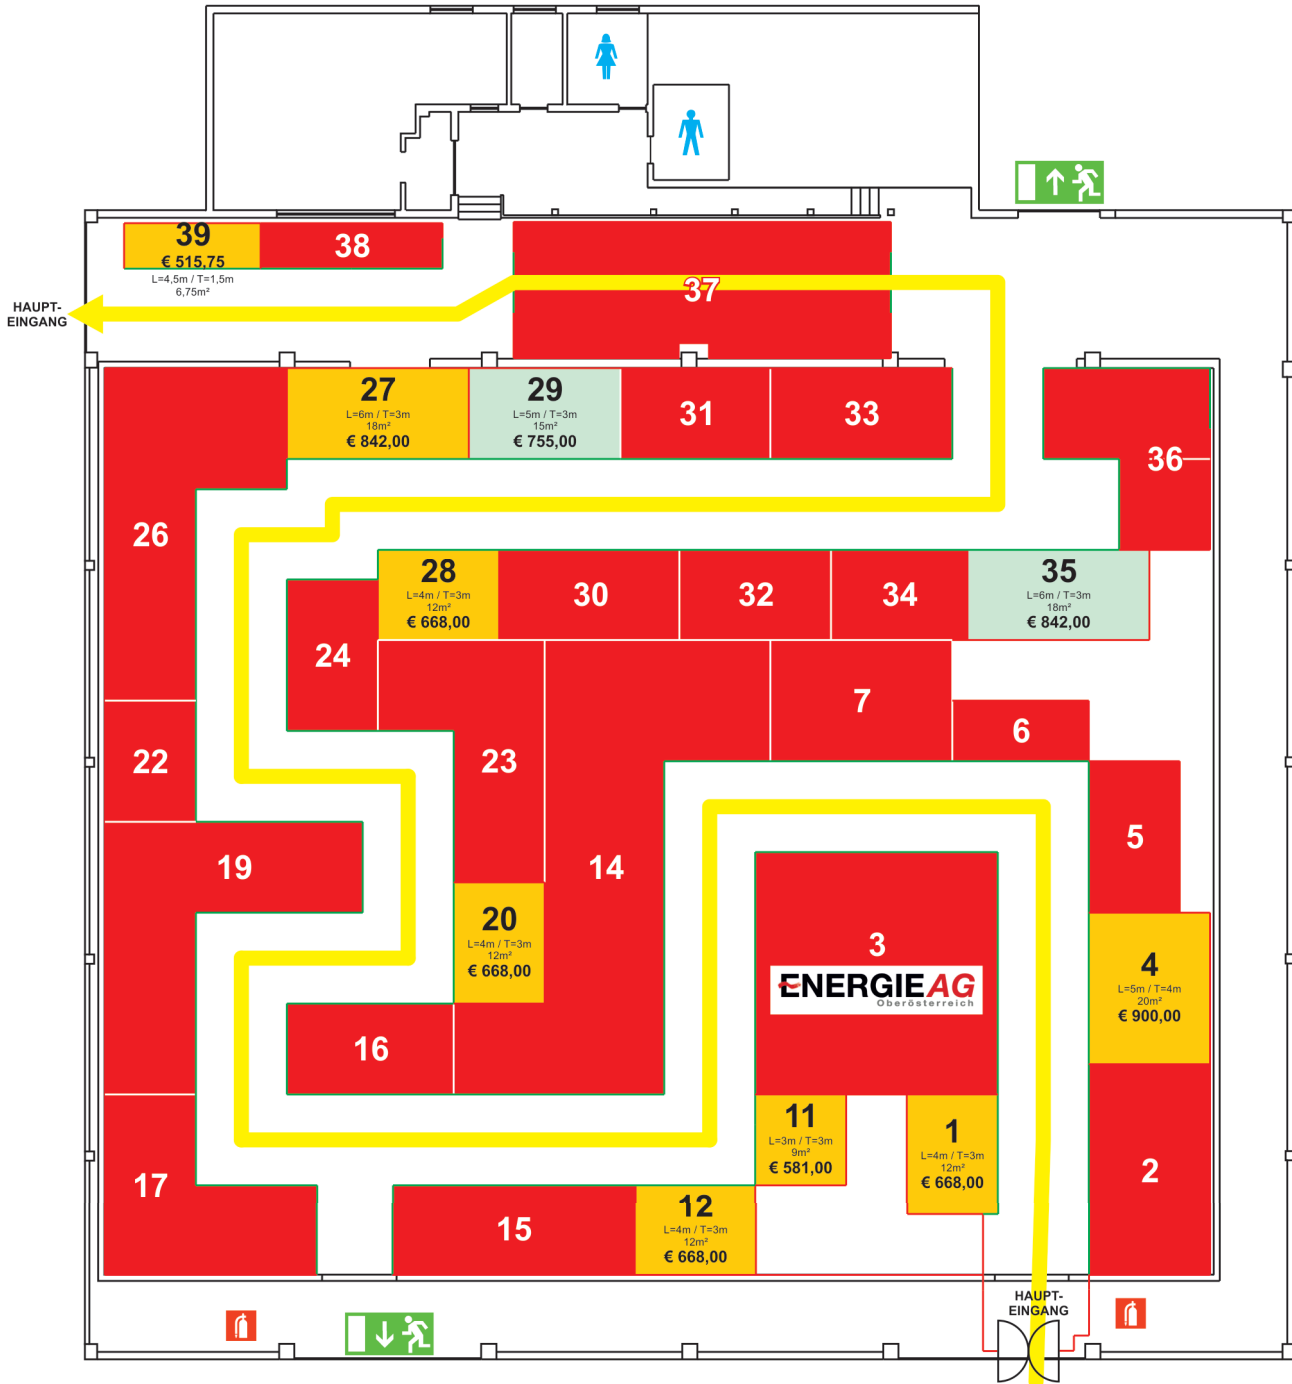 39
€ 515,75
L=4,5m / T=1,5m
6,75m²
38
37
HAUPT-
EINGANG
27
L=6m / T=3m
18m²
€ 842,00
29
L=5m / T=3m
15m²
€ 755,00
31
33
36
26
28
L=4m / T=3m
12m²
€ 668,00
30
32
34
35
L=6m / T=3m
18m²
€ 842,00
24
7
6
22
23
5
19
14
20
L=4m / T=3m
12m²
€ 668,00
3
ENERGIEAG
Oberösterreich
4
L=5m / T=4m
20m²
€ 900,00
16
11
L=3m / T=3m
9m²
€ 581,00
1
L=4m / T=3m
12m²
€ 668,00
17
2
15
12
L=4m / T=3m
12m²
€ 668,00
HAUPT-
EINGANG